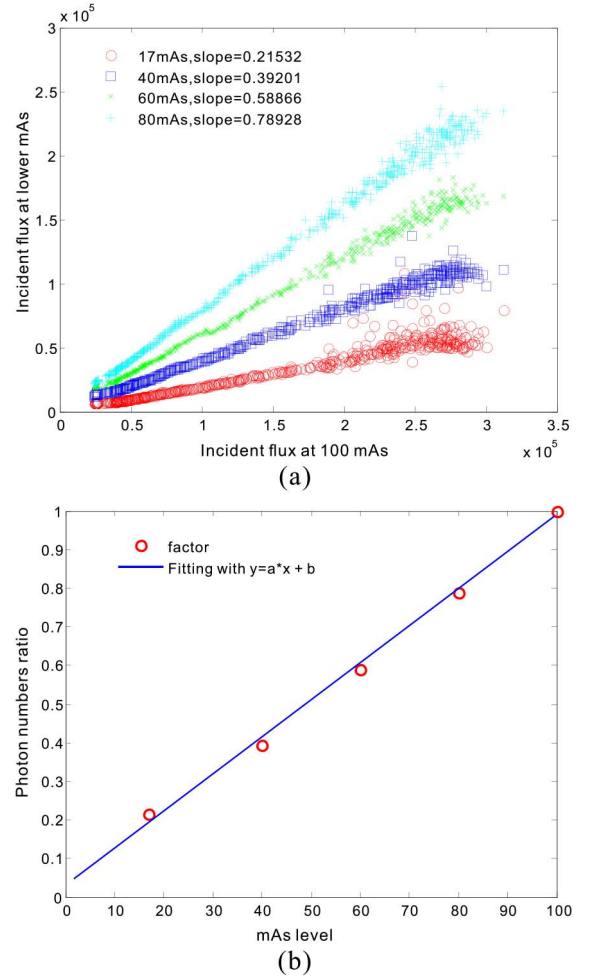 x 10^5
3
2.5
2
1.5
1
0.5
0
Incident flux at lower mAs
17mAs,slope=0.21532
40mAs,slope=0.39201
60mAs,slope=0.58866
80mAs,slope=0.78928
0 0.5 1 1.5 2 2.5 3 3.5
Incident flux at 100 mAs
x 10^5
(a)
1
0.9
0.8
0.7
0.6
0.5
0.4
0.3
0.2
0.1
0
Photon numbers ratio
factor
Fitting with y=a*x + b
0 10 20 30 40 50 60 70 80 90 100
mAs level
(b)